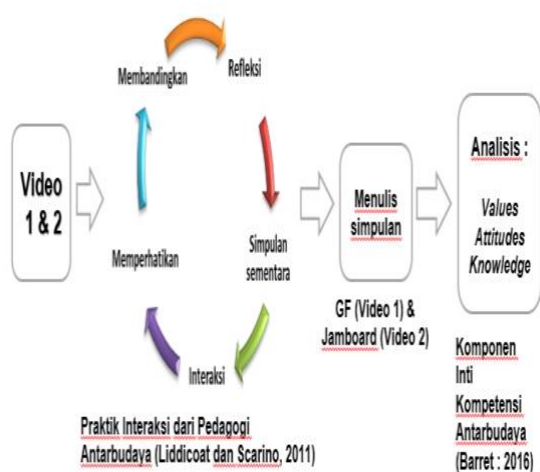 Video
1 & 2
Membandingkan
Refleksi
Memperhatikan
Simpulan
sementara
Interaksi
Praktik Interaksi dari Pedagogi
Antarbudaya (Liddicoat dan Scarino, 2011)
Menulis
simpulan
GF (Video 1) &
Jamboard (Video 2)
Analisis :
Values
Attitudes
Knowledge
Komponen
Inti
Kompetensi
Antarbudaya
(Barret : 2016)